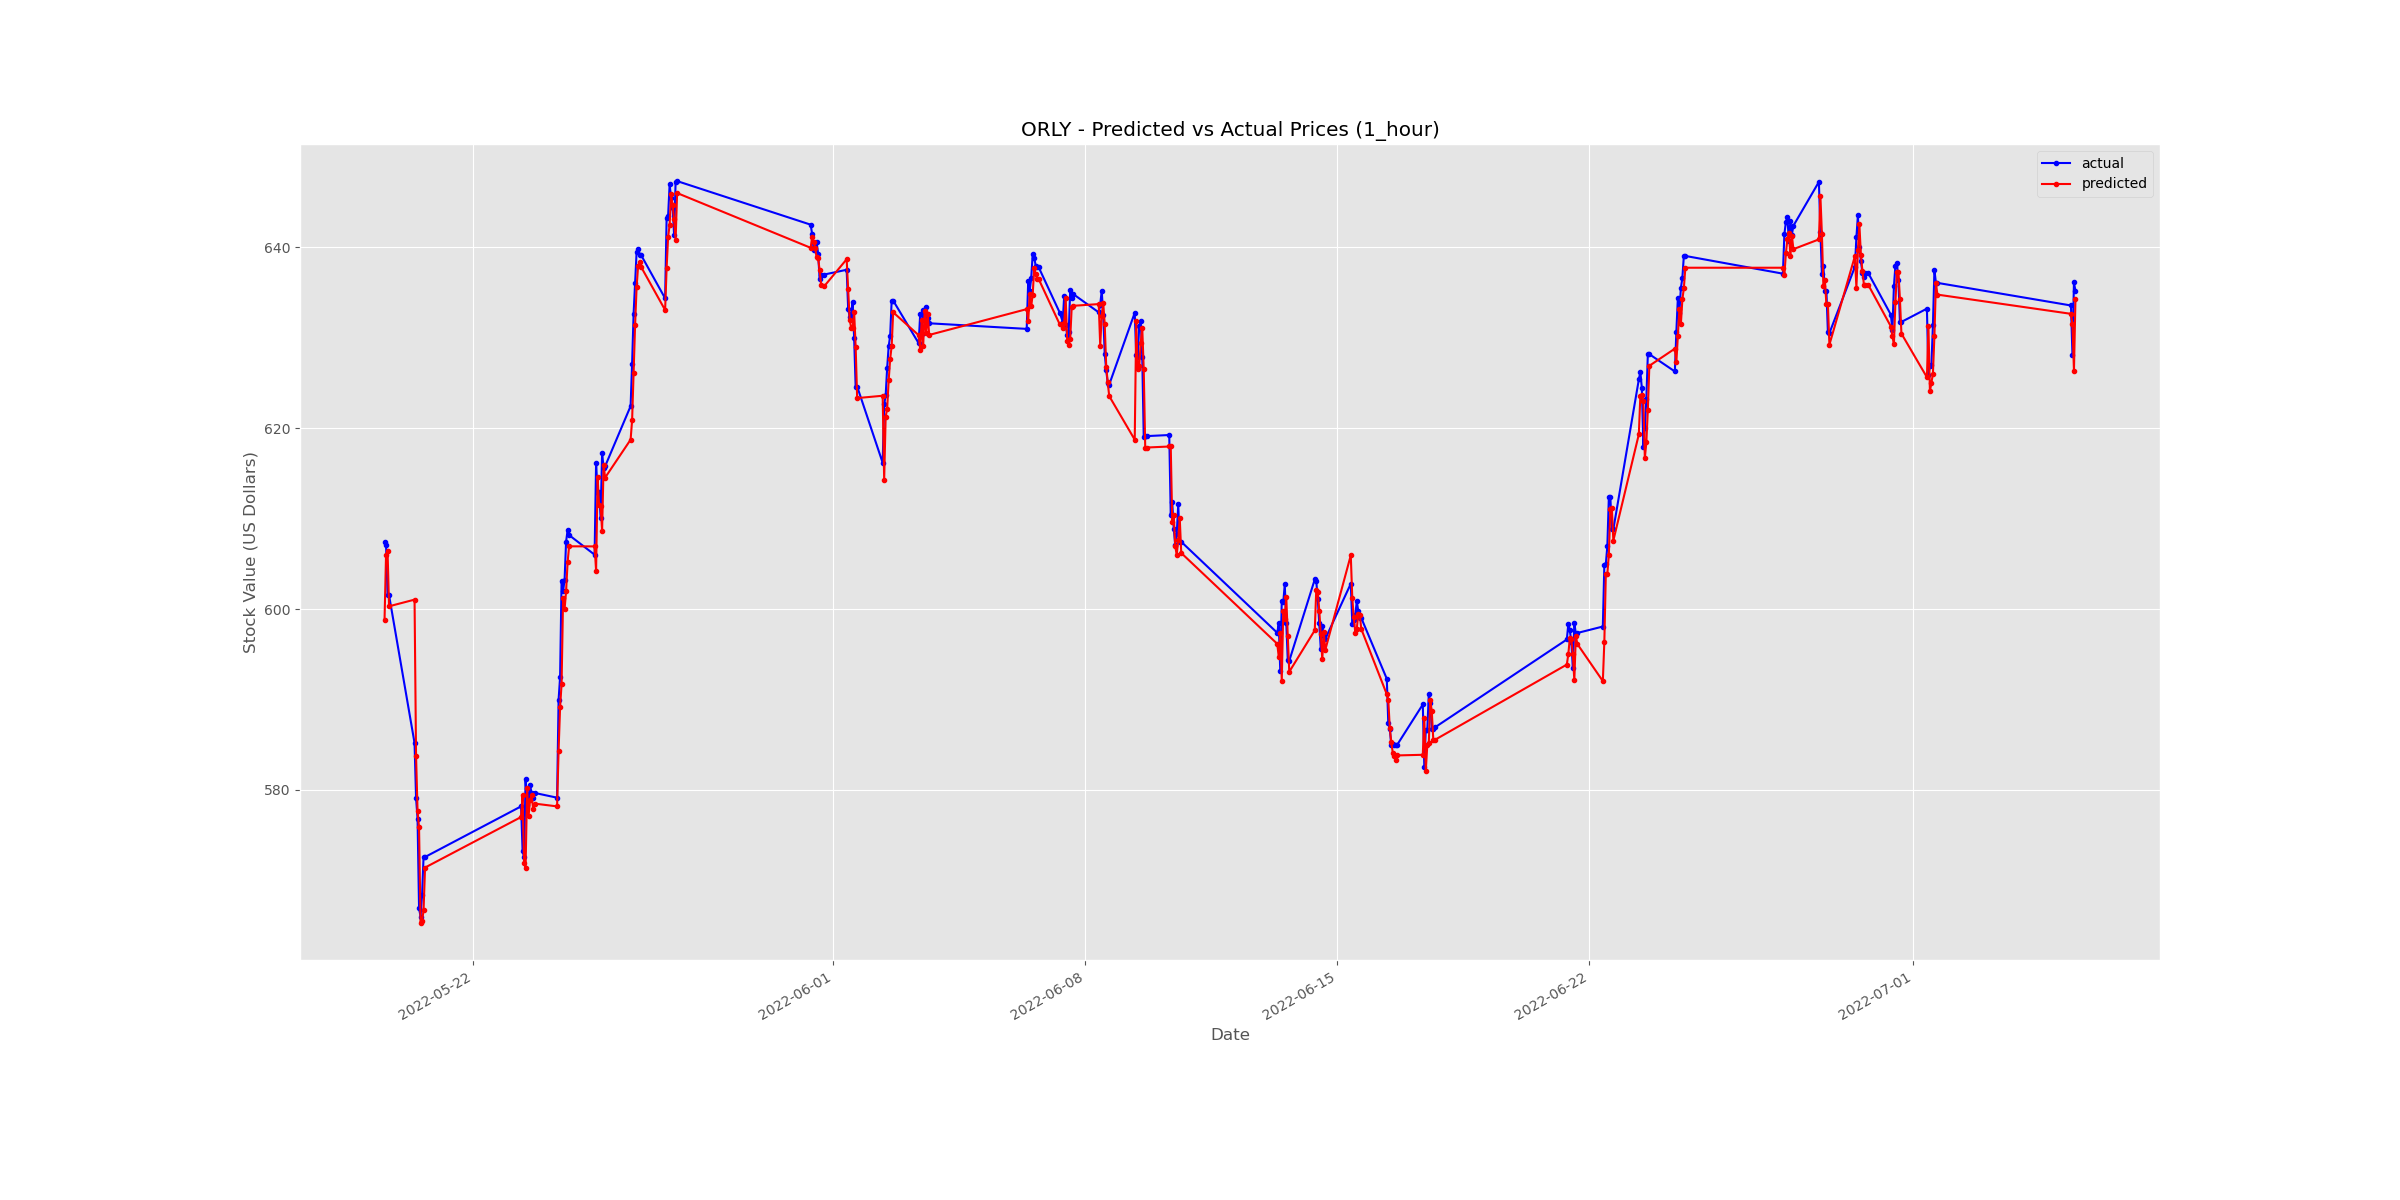 ORLY - Predicted vs Actual Prices (1_hour)
actual
predicted
640
620
600
580
Stock Value (US Dollars)
2022-05-22
2022-06-01
2022-06-08
2022-06-15
2022-06-22
2022-07-01
Date